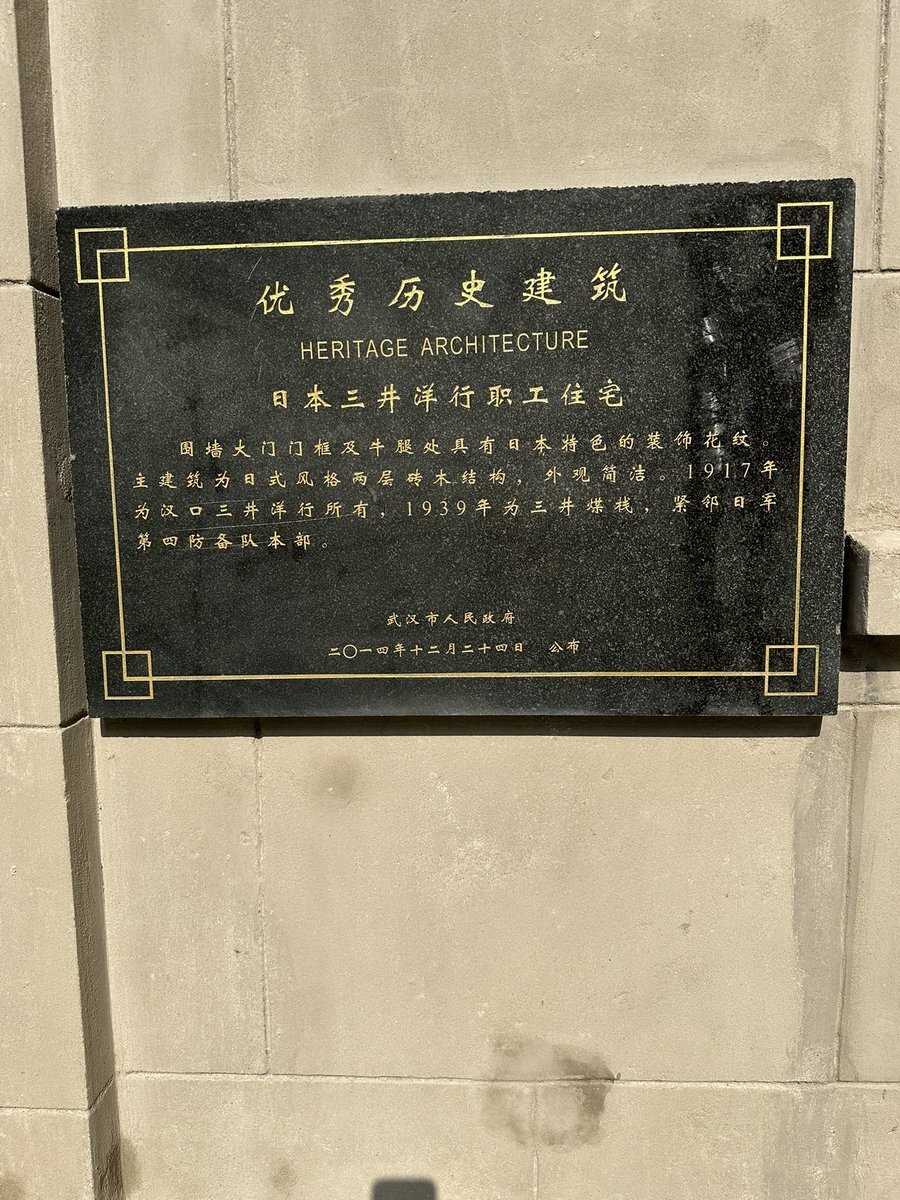 优秀历史建筑
HERITAGE ARCHITECTURE
日本三井洋行职工住宅
围墙大门门框及牛腿处具有日本特色的装饰花纹。
主建筑为日式风格两层砖木结构，外观简洁。1917年
为汉口三井洋行所有，1939年为三井煤栈，紧邻日军
第四防备队本部。
武汉市人民政府
二〇一四年十二月二十四日 公布